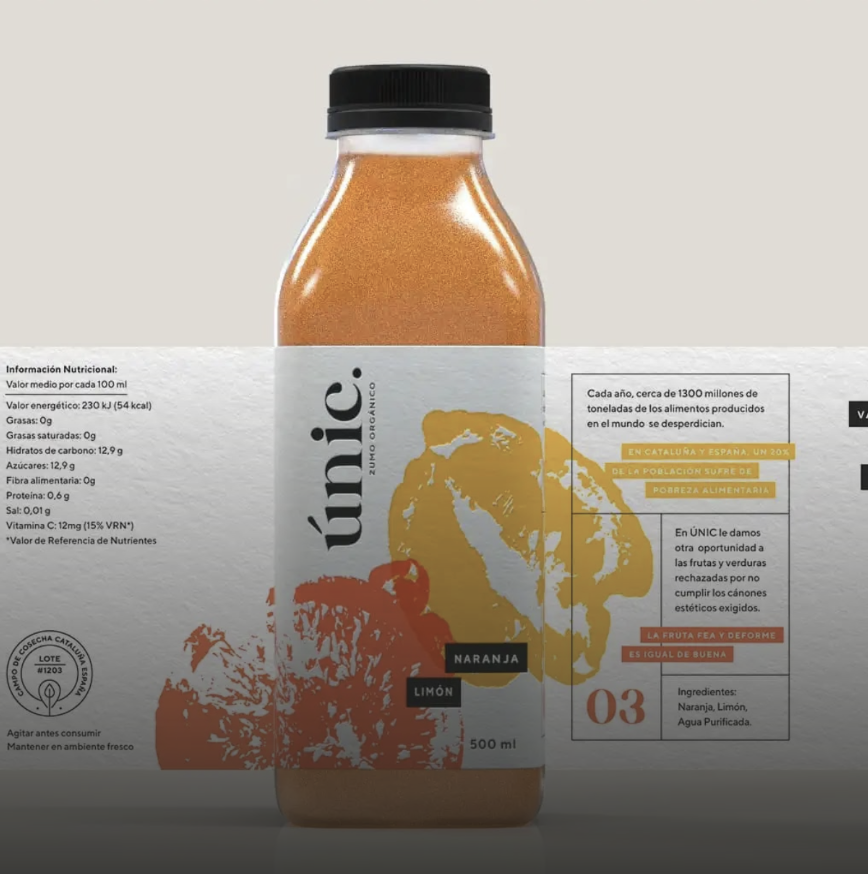 Información Nutricional:
Valor medio por cada 100 ml
Valor energético: 230 kJ (54 kcal)
Grasas: 0g
Grasas saturadas: 0g
Hidratos de carbono: 12,9 g
Azúcares: 12,9 g
Fibra alimentaria: 0g
Proteína: 0,6 g
Sal: 0,01 g
Vitamina C: 12mg (15% VRN*)
*Valor de Referencia de Nutrientes
CAMPO DE COSECHA CATALUÑA ESPAÑA
LOTE
#1203
Agitar antes consumir
Mantener en ambiente fresco
únic.
ZUMO ORGÁNICO
NARANJA
LIMÓN
500 ml
Cada año, cerca de 1300 millones de
toneladas de los alimentos producidos
en el mundo se desperdician.
EN CATALUÑA Y ESPAÑA, UN 20%
DE LA POBLACIÓN SUFRE DE
POBREZA ALIMENTARIA
En ÚNIC le damos
otra oportunidad a
las frutas y verduras
rechazadas por no
cumplir los cánones
estéticos exigidos.
LA FRUTA FEA Y DEFORME
ES IGUAL DE BUENA
03
Ingredientes:
Naranja, Limón,
Agua Purificada.